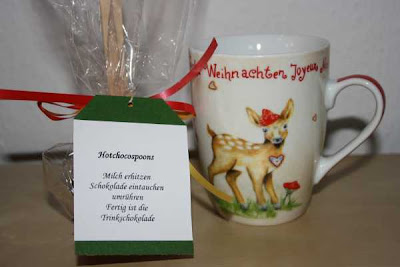 Weihnachten Joyeux
Hotchocospoons
Milch erhitzen
Schokolade eintauchen
umrühren
Fertig ist die
Trinkschokolade